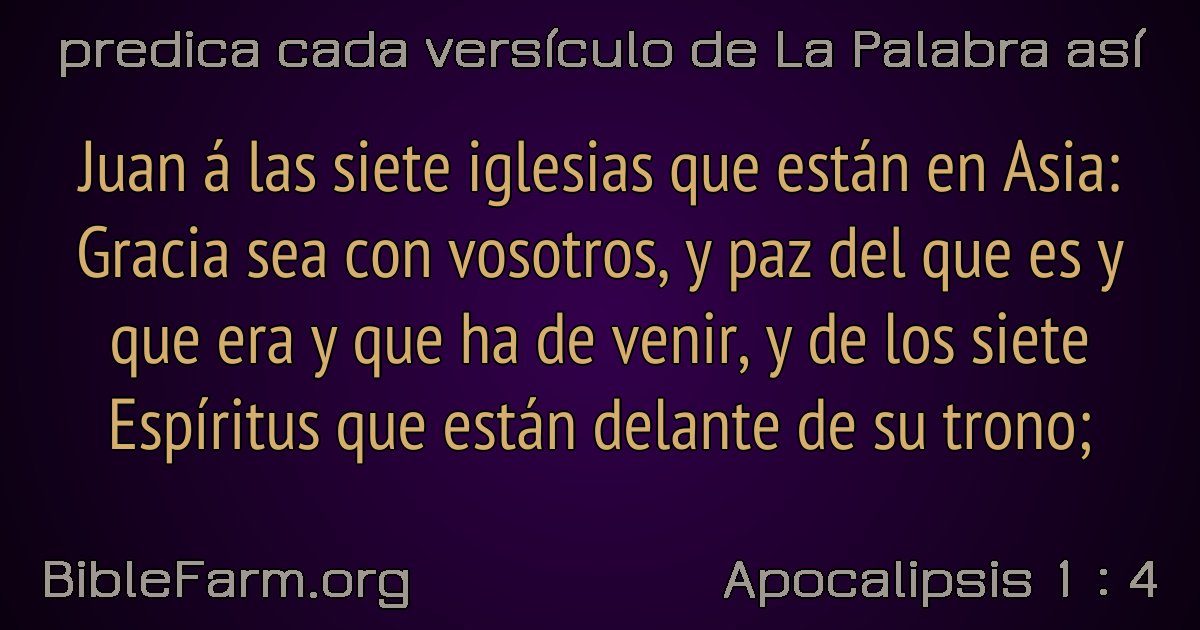 predica cada versículo de La Palabra así
Juan á las siete iglesias que están en Asia:
Gracia sea con vosotros, y paz del que es y
que era y que ha de venir, y de los siete
Espíritus que están delante de su trono;
BibleFarm.org
Apocalipsis 1 : 4